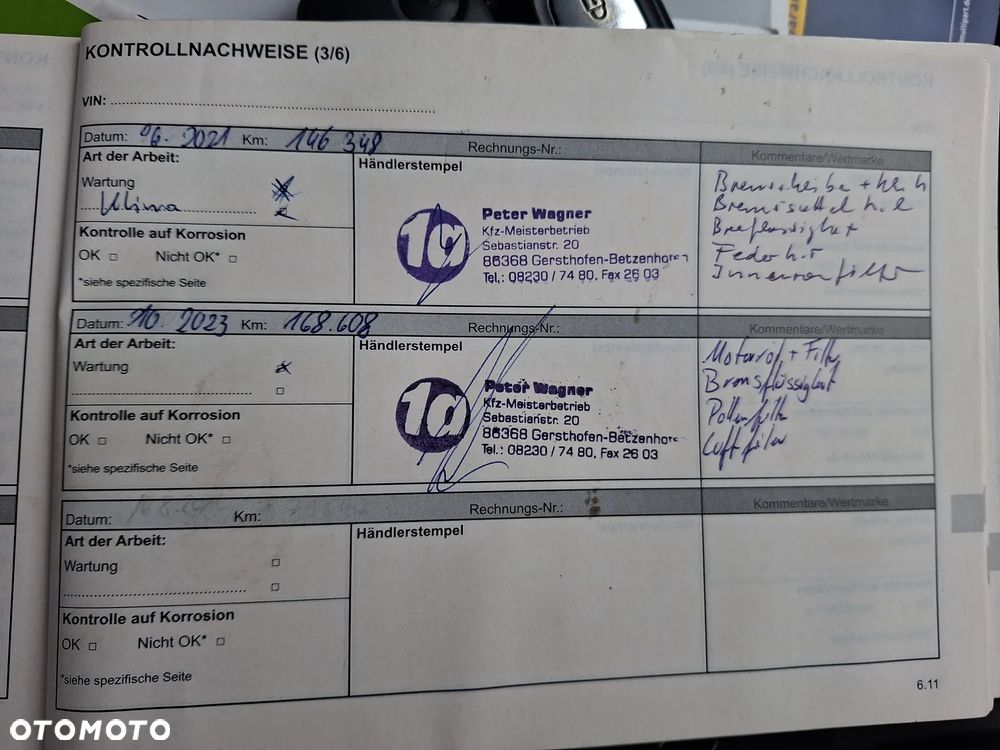 KONTROLLNACHWEISE (3/6)
VIN:
Datum: 06. 2021 Km: 146 348 Rechnungs-Nr.: Kommentare/Wertmarke
Art der Arbeit:
Wartung
Klima
Kontrolle auf Korrosion
OK □ Nicht OK* □
*siehe spezifische Seite
Händlerstempel
1a
Peter Wagner
Kfz-Meisterbetrieb
Sebastianstr. 20
86368 Gersthofen-Betzenhofen
Tel.: 08230 / 74 80, Fax 26 03
Bremsscheibe + h
Bremssattel h.
Federh.
Innenraumfilter
Datum: 10. 2023 Km: 168.608 Rechnungs-Nr.: Kommentare/Wertmarke
Art der Arbeit:
Wartung
Kontrolle auf Korrosion
OK □ Nicht OK* □
*siehe spezifische Seite
Händlerstempel
1a
Peter Wagner
Kfz-Meisterbetrieb
Sebastianstr. 20
86368 Gersthofen-Betzenhofen
Tel.: 08230 / 74 80, Fax 26 03
Motoröl + Filter
Bremsflüssigkeit
Pollenfilter
Luftfilter
Datum: Km: Rechnungs-Nr.: Kommentare/Wertmarke
Art der Arbeit:
Wartung
Kontrolle auf Korrosion
OK □ Nicht OK* □
*siehe spezifische Seite
Händlerstempel
6.11
OTOMOTO